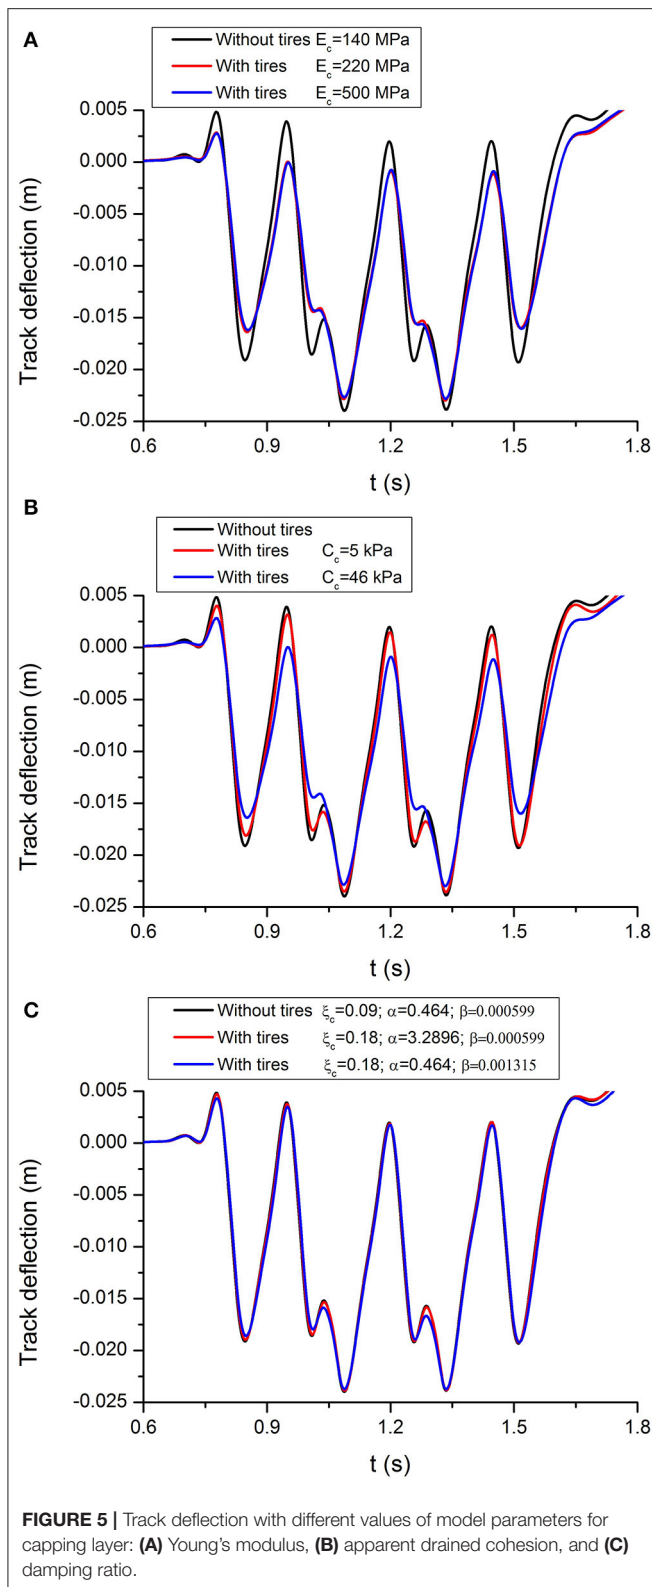 A
Without tires E_c=140 MPa
With tires E_c=220 MPa
With tires E_c=500 MPa
0.005
0.000
-0.005
-0.010
-0.015
-0.020
-0.025
Track deflection (m)
0.6 0.9 1.2 1.5 1.8
t (s)
B
Without tires
With tires C_c=5 kPa
With tires C_c=46 kPa
0.005
0.000
-0.005
-0.010
-0.015
-0.020
-0.025
Track deflection (m)
0.6 0.9 1.2 1.5 1.8
t (s)
C
Without tires ξ_c=0.09; α=0.464; β=0.000599
With tires ξ_c=0.18; α=3.2896; β=0.000599
With tires ξ_c=0.18; α=0.464; β=0.001315
0.005
0.000
-0.005
-0.010
-0.015
-0.020
-0.025
Track deflection (m)
0.6 0.9 1.2 1.5 1.8
t (s)
FIGURE 5 | Track deflection with different values of model parameters for
capping layer: (A) Young's modulus, (B) apparent drained cohesion, and (C)
damping ratio.